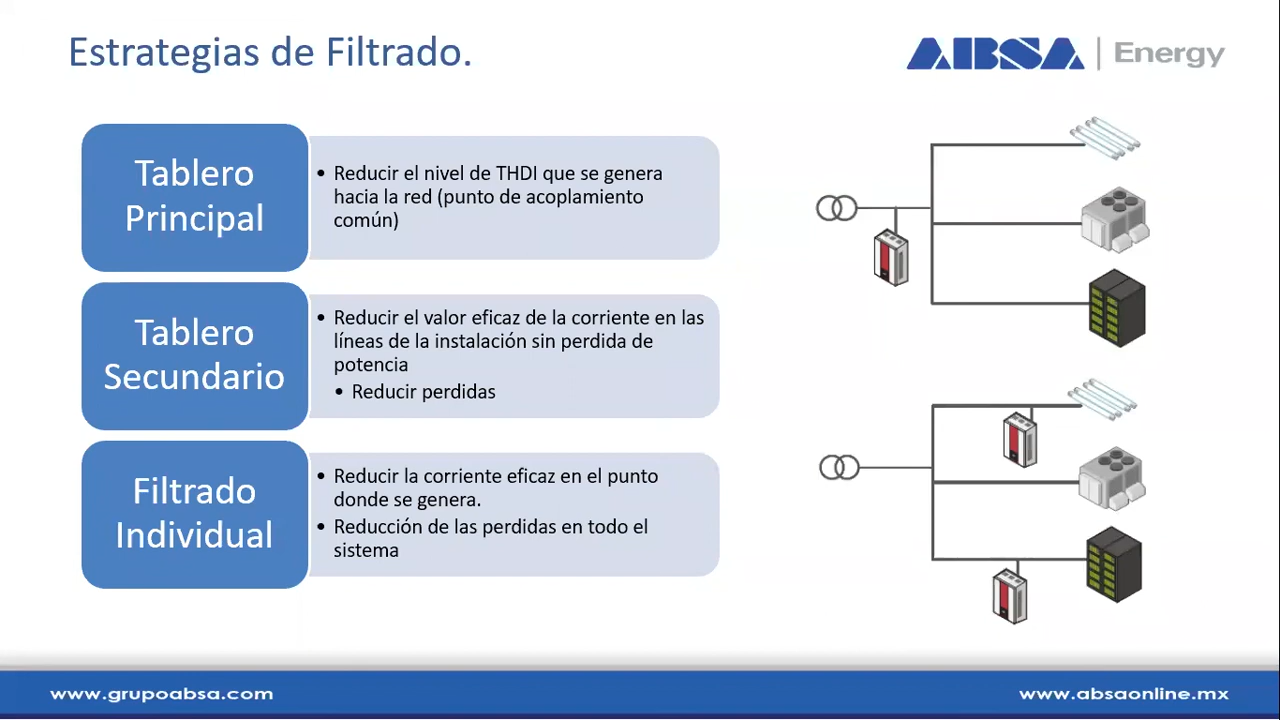 Estrategias de Filtrado.
ABSA | Energy
Tablero
Principal
• Reducir el nivel de THDI que se genera
hacia la red (punto de acoplamiento
común)
Tablero
Secundario
• Reducir el valor eficaz de la corriente en las
líneas de la instalación sin perdida de
potencia
• Reducir perdidas
Filtrado
Individual
• Reducir la corriente eficaz en el punto
donde se genera.
• Reducción de las perdidas en todo el
sistema
www.grupoabsa.com
www.absaonline.mx